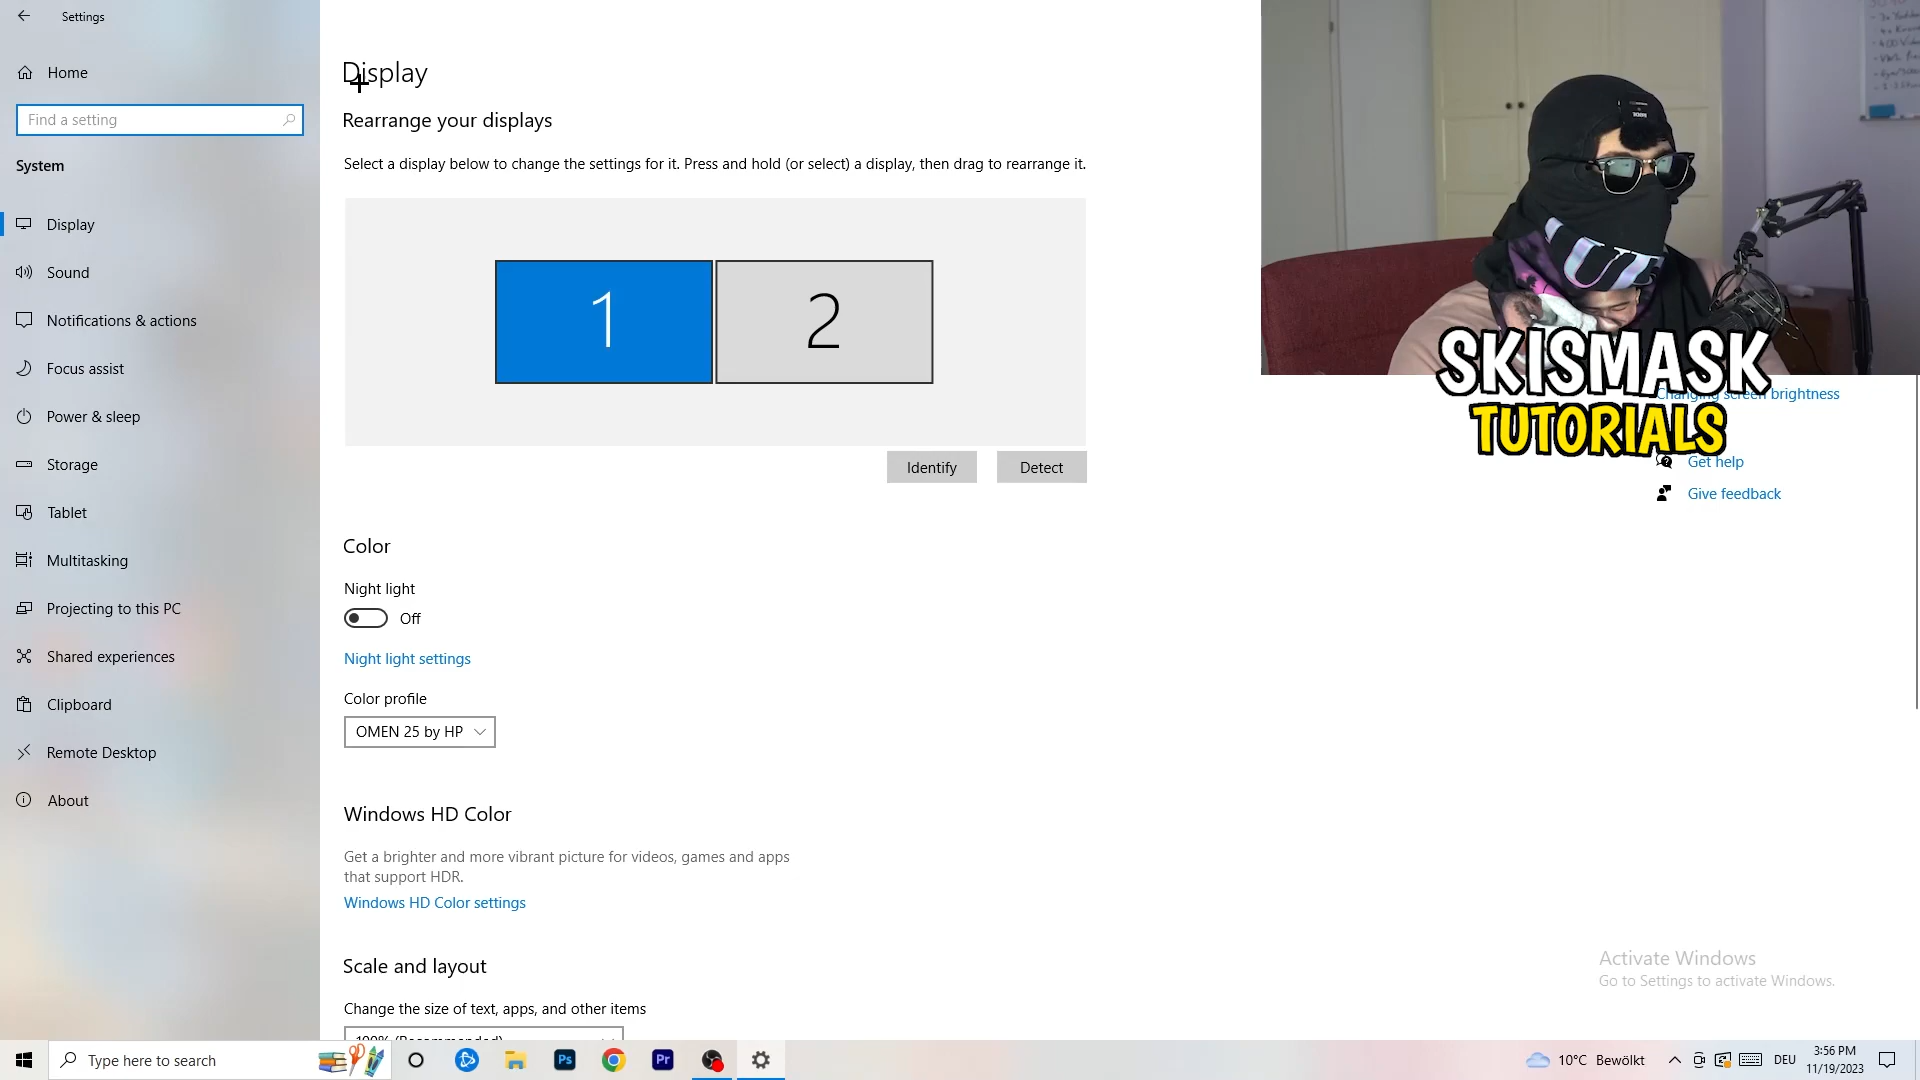 Settings
Home
Find a setting
System
Display
Sound
Notifications & actions
Focus assist
Power & sleep
Storage
Tablet
Multitasking
Projecting to this PC
Shared experiences
Clipboard
Remote Desktop
About
Display
Rearrange your displays
Select a display below to change the settings for it. Press and hold (or select) a display, then drag to rearrange it.
1
2
Identify
Detect
Color
Night light
Off
Night light settings
Color profile
OMEN 25 by HP
Windows HD Color
Get a brighter and more vibrant picture for videos, games and apps
that support HDR.
Windows HD Color settings
Scale and layout
Change the size of text, apps, and other items
100% (Recommended)
SKISMASK
TUTORIALS
Changing screen brightness
Get help
Give feedback
Activate Windows
Go to Settings to activate Windows.
Type here to search
Ps
Pr
10°C Bewölkt
DEU
3:56 PM
11/19/2023